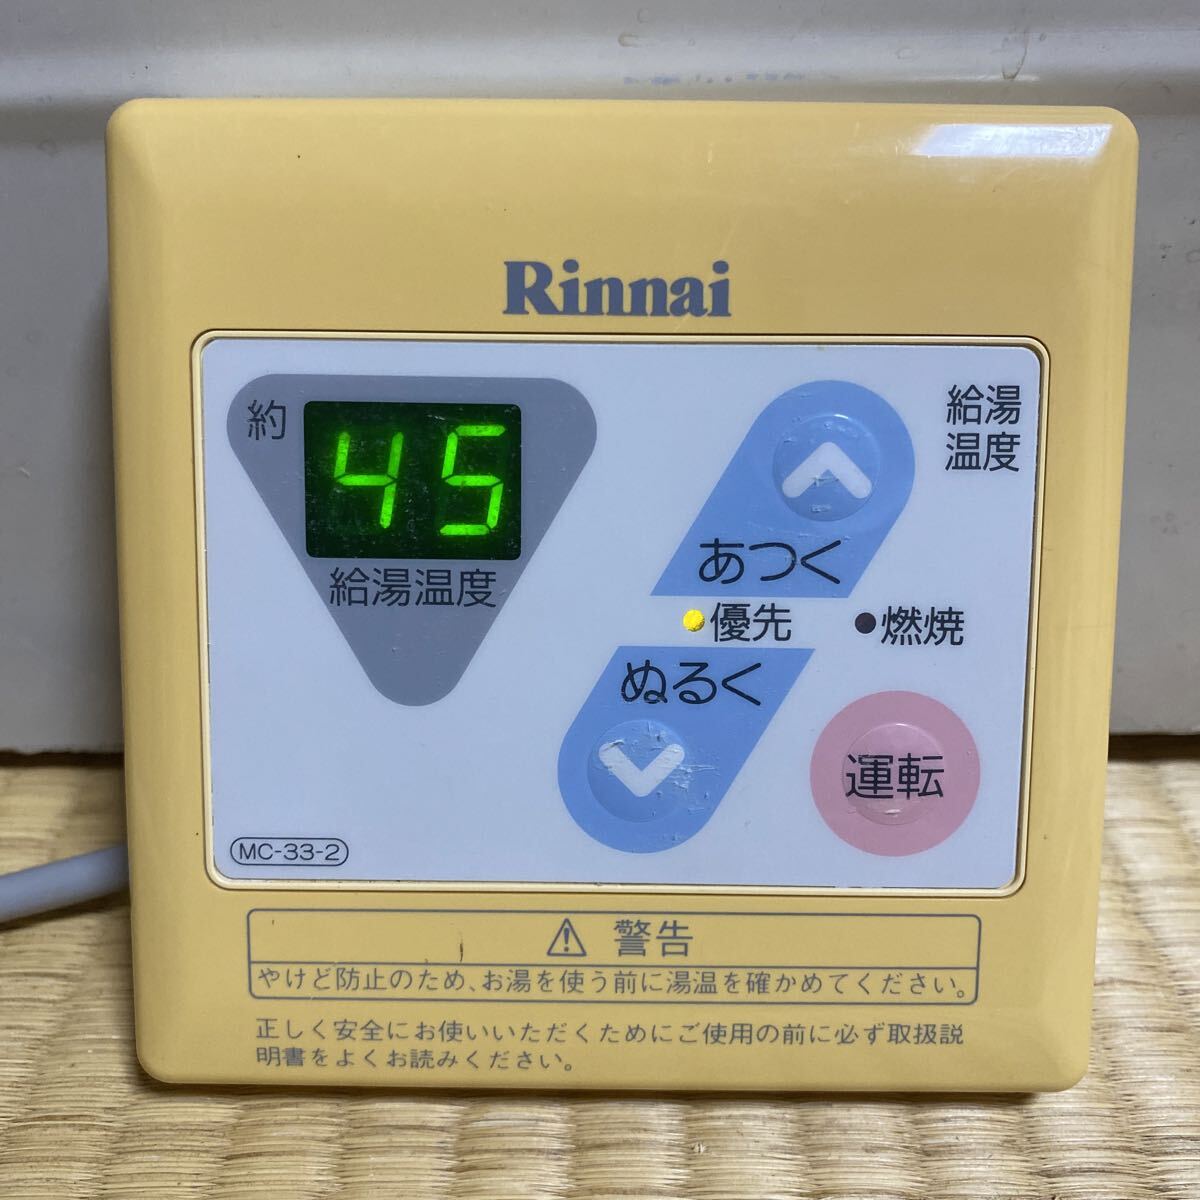 Rinnai
約
45
給湯温度
給湯
温度
あつく
優先
燃焼
ぬるく
運転
MC-33-2
⚠ 警告
やけど防止のため、お湯を使う前に湯温を確かめてください。
正しく安全にお使いいただくためにご使用の前に必ず取扱説
明書をよくお読みください。